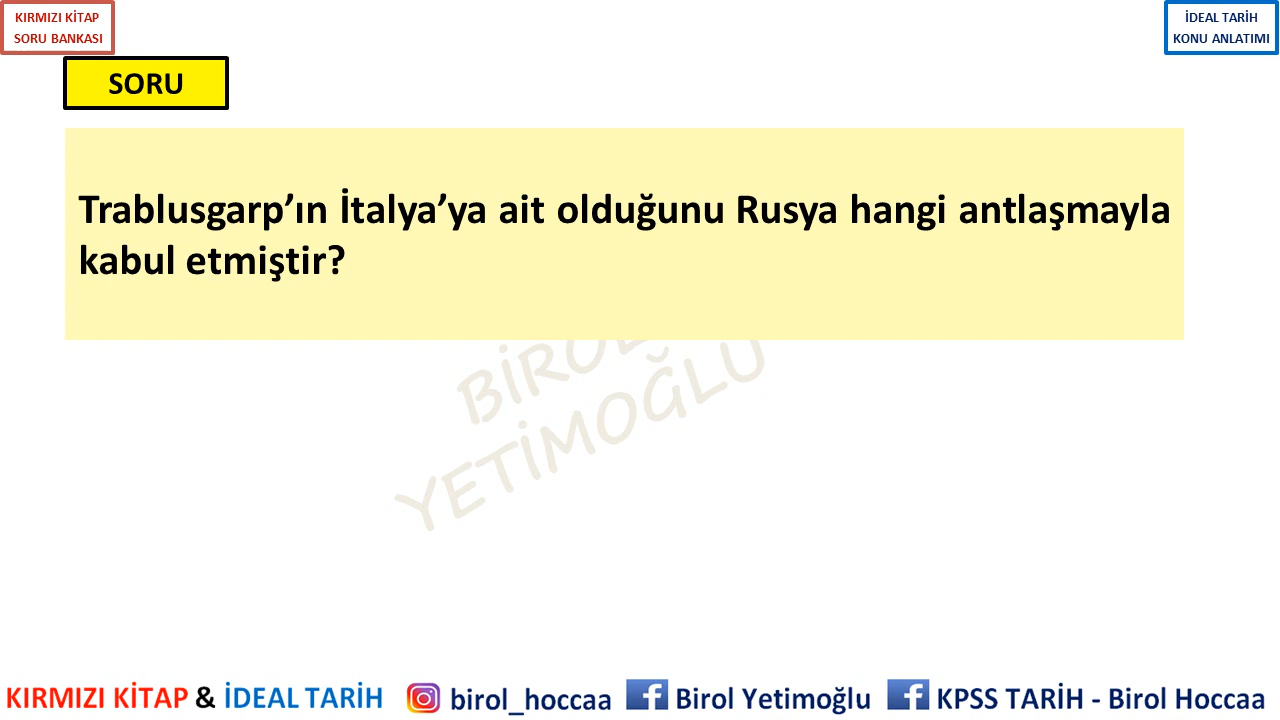 KIRMIZI KİTAP
SORU BANKASI
İDEAL TARİH
KONU ANLATIMI
SORU
Trablusgarp’ın İtalya’ya ait olduğunu Rusya hangi antlaşmayla
kabul etmiştir?
BİROL
YETİMOĞLU
KIRMIZI KİTAP & İDEAL TARİH birol_hoccaa Birol Yetimoğlu KPSS TARİH - Birol Hoccaa